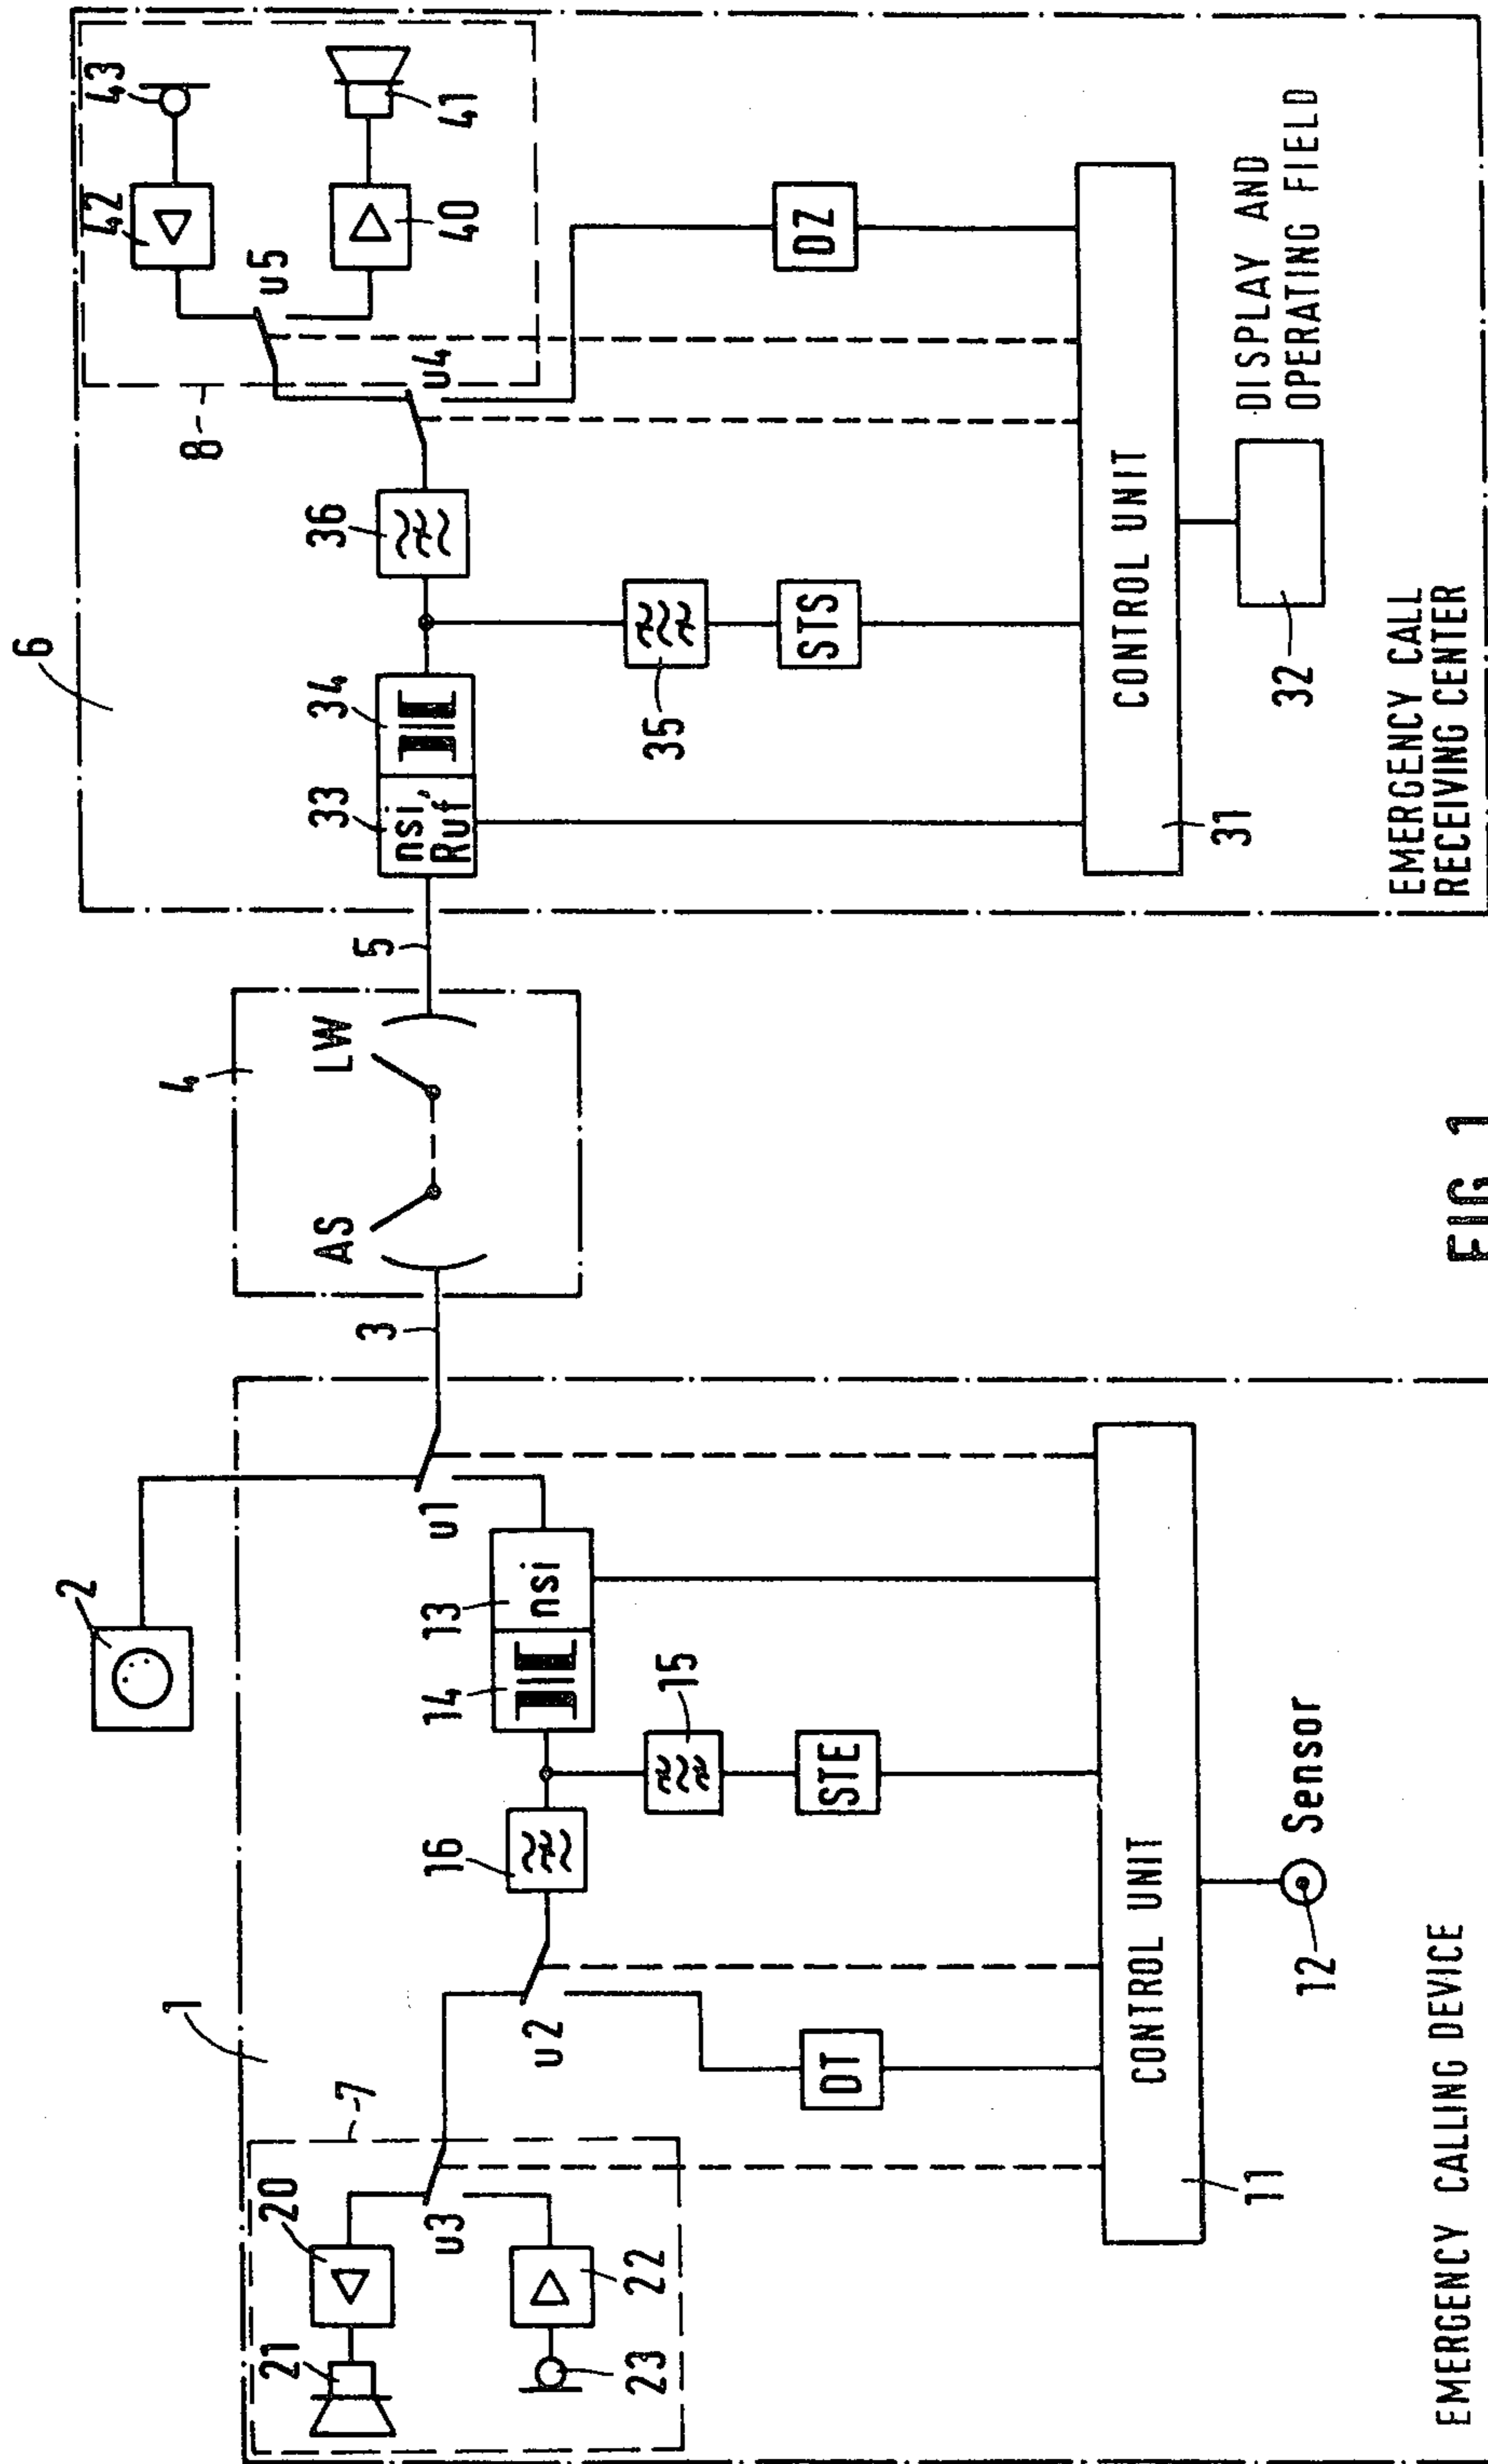 6
43
42
8
u5
41
40
u4
36
34
33
nsi,
Ruf
5
35
STS
DZ
CONTROL UNIT
31
32
DISPLAY AND
OPERATING FIELD
EMERGENCY CALL
RECEIVING CENTER
4
LW
AS
3
FIG. 1
2
1
u1
13
nsi
14
15
16
STE
u2
DT
7
20
21
u3
22
23
CONTROL UNIT
11
12
Sensor
EMERGENCY CALLING DEVICE